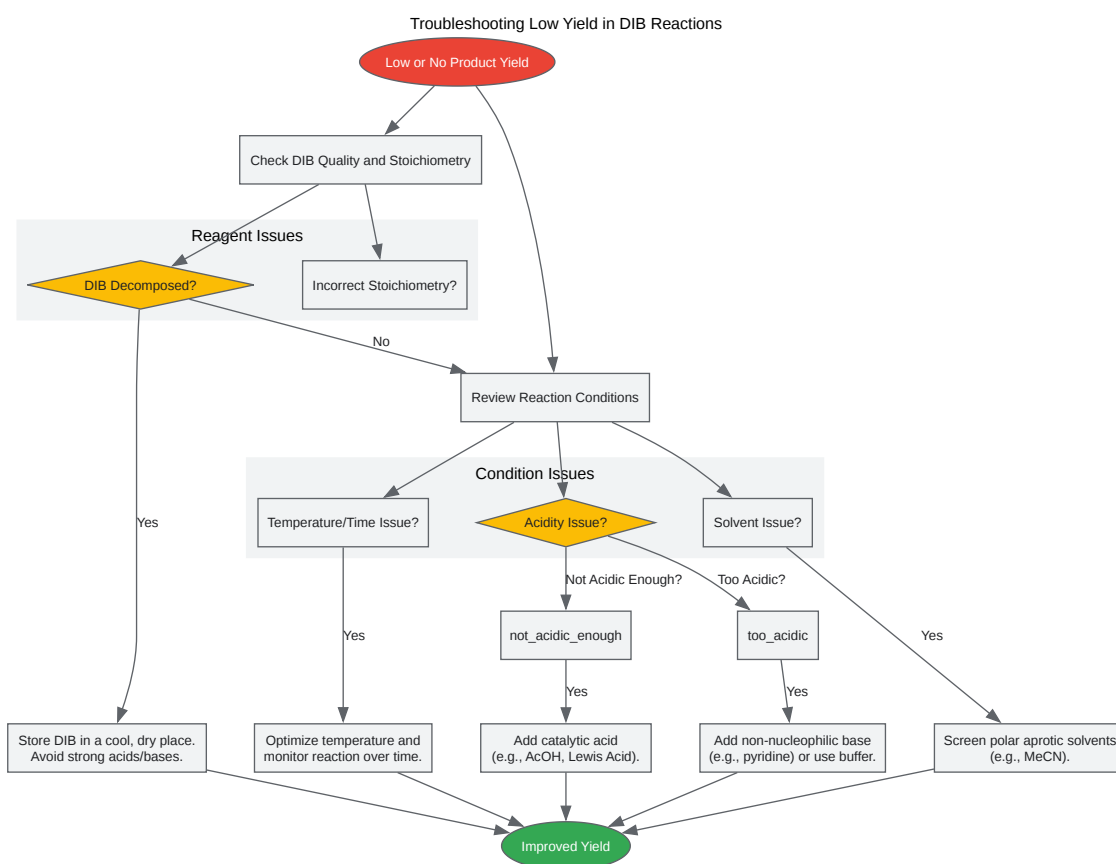 Troubleshooting Low Yield in DIB Reactions
Low or No Product Yield
Check DIB Quality and Stoichiometry
Reagent Issues
DIB Decomposed?
Incorrect Stoichiometry?
No
Review Reaction Conditions
Condition Issues
Temperature/Time Issue?
Acidity Issue?
Solvent Issue?
Yes
Not Acidic Enough?
Too Acidic?
Yes
not_acidic_enough
too_acidic
Yes
Yes
Yes
Store DIB in a cool, dry place.
Avoid strong acids/bases.
Optimize temperature and
monitor reaction over time.
Add catalytic acid
(e.g., AcOH, Lewis Acid).
Add non-nucleophilic base
(e.g., pyridine) or use buffer.
Screen polar aprotic solvents
(e.g., MeCN).
Improved Yield